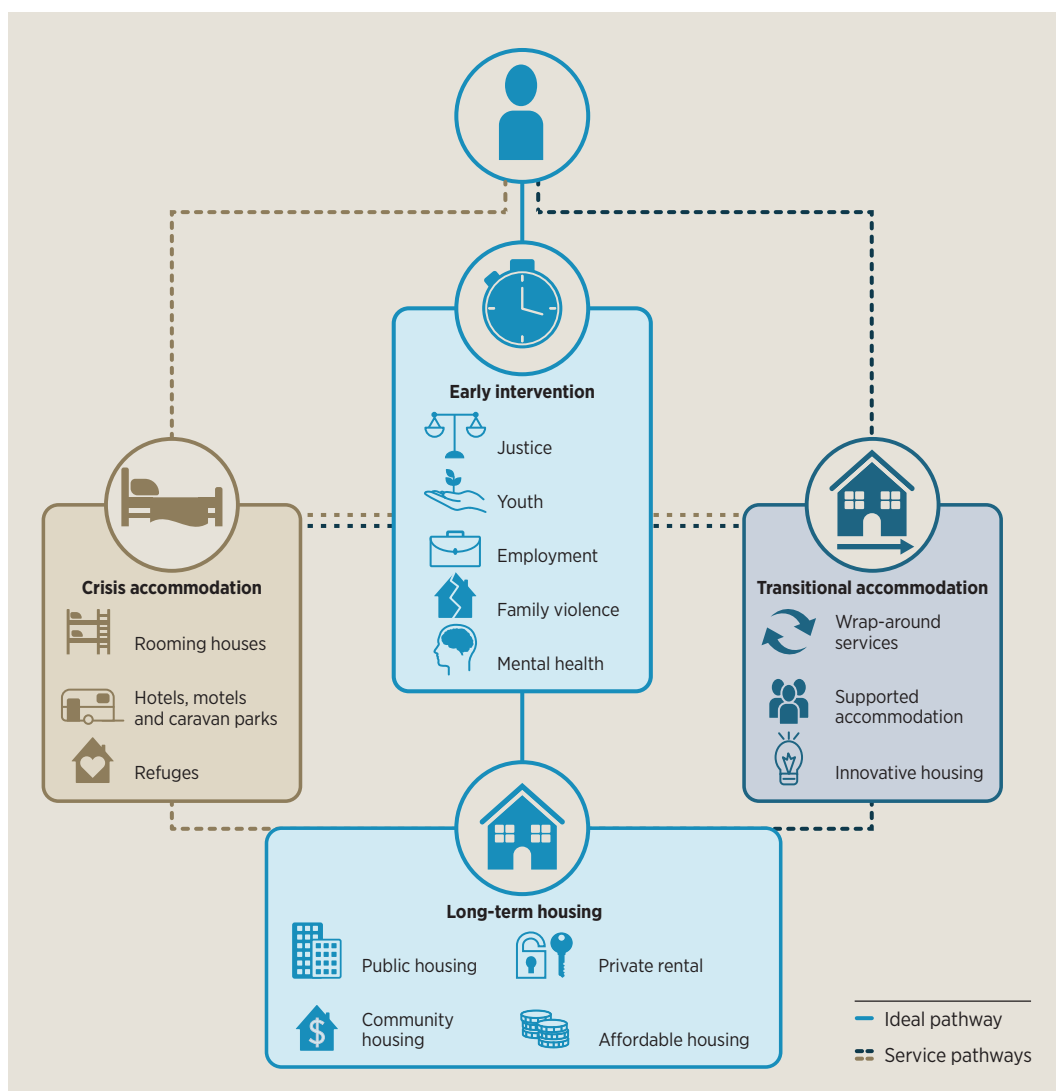 Early intervention
Justice
Youth
Employment
Family violence
Mental health
Crisis accommodation
Rooming houses
Hotels, motels
and caravan parks
Refuges
Transitional accommodation
Wrap-around
services
Supported
accommodation
Innovative housing
Long-term housing
Public housing
Private rental
Community
housing
Affordable housing
Ideal pathway
Service pathways